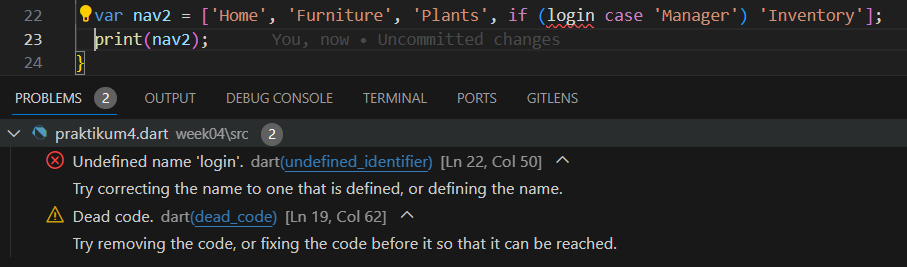 22 var nav2 = ['Home', 'Furniture', 'Plants', if (login case 'Manager') 'Inventory'];
23 print(nav2); You, now • Uncommitted changes
24 }
PROBLEMS 2 OUTPUT DEBUG CONSOLE TERMINAL PORTS GITLENS
praktikum4.dart week04\src 2
Undefined name 'login'. dart(undefined_identifier) [Ln 22, Col 50]
Try correcting the name to one that is defined, or defining the name.
Dead code. dart(dead_code) [Ln 19, Col 62]
Try removing the code, or fixing the code before it so that it can be reached.